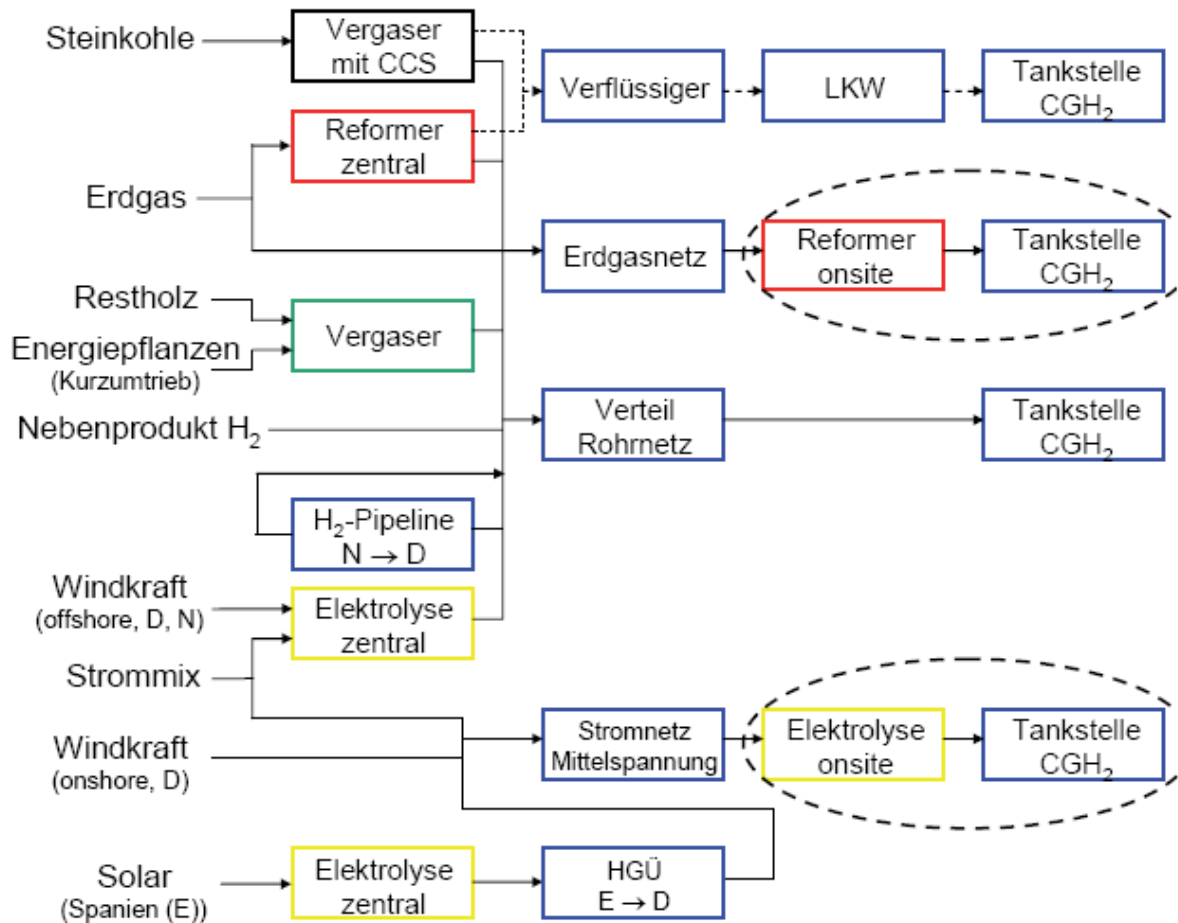 Steinkohle
Vergaser
mit CCS
Verflüssiger
LKW
Tankstelle
CGH₂
Reformer
zentral
Erdgas
Erdgasnetz
Reformer
onsite
Tankstelle
CGH₂
Restholz
Energiepflanzen
(Kurzumtrieb)
Vergaser
Nebenprodukt H₂
Verteil
Rohrnetz
Tankstelle
CGH₂
H₂-Pipeline
N → D
Windkraft
(offshore, D, N)
Elektrolyse
zentral
Strommix
Windkraft
(onshore, D)
Stromnetz
Mittelspannung
Elektrolyse
onsite
Tankstelle
CGH₂
Solar
(Spanien (E))
Elektrolyse
zentral
HGÜ
E → D